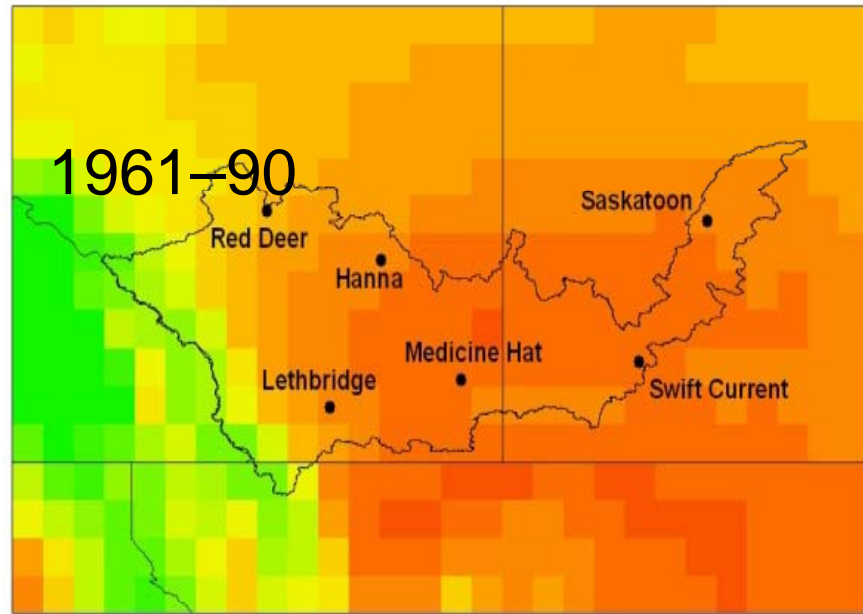 1961–90
Saskatoon
Red Deer
Hanna
Medicine Hat
Lethbridge
Swift Current